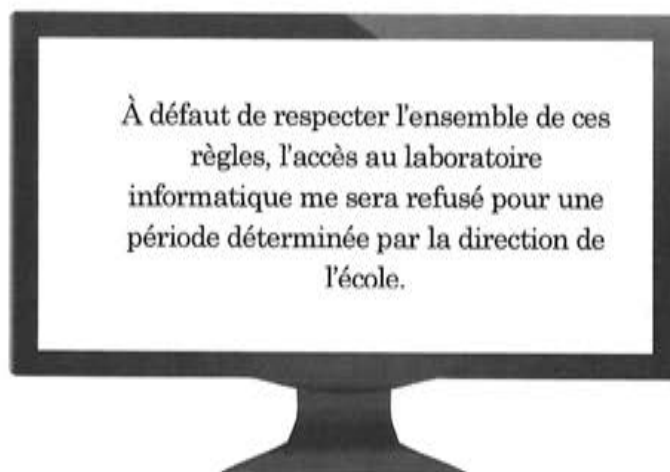 À défaut de respecter l'ensemble de ces
règles, l'accès au laboratoire
informatique me sera refusé pour une
période déterminée par la direction de
l'école.